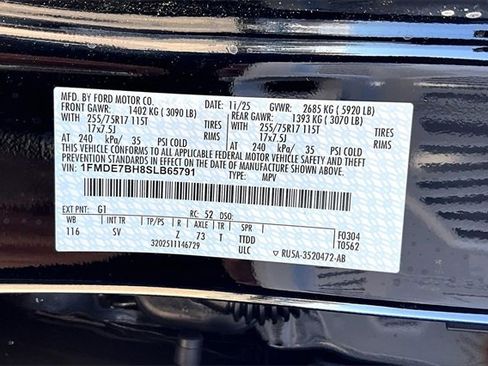 MFD. BY FORD MOTOR CO.
DATE: 11/25 GVWR: 2685 KG ( 5920 LB)
FRONT GAWR: 1402 KG ( 3090 LB) REAR GAWR: 1393 KG ( 3070 LB)
255/75R17 115T TIRES 255/75R17 115T TIRES
17x7.5J RIMS 17x7.5J RIMS
AT 240 kPa/ 35 PSI COLD AT 240 kPa/ 35 PSI COLD
THIS VEHICLE CONFORMS TO ALL APPLICABLE FEDERAL MOTOR VEHICLE SAFETY
STANDARDS IN EFFECT ON THE DATE OF MANUFACTURE SHOWN ABOVE.
VIN: 1FMDE7BH8SLB65791
TYPE: MPV
EXT PNT: G1 RC: 52 DSO:
WB INT TR TP/PS R AXLE TR SPR
116 SV Z 73 T TTDD
F0304
T0562
3202511146729 ULC
RU5A-3520472-AB